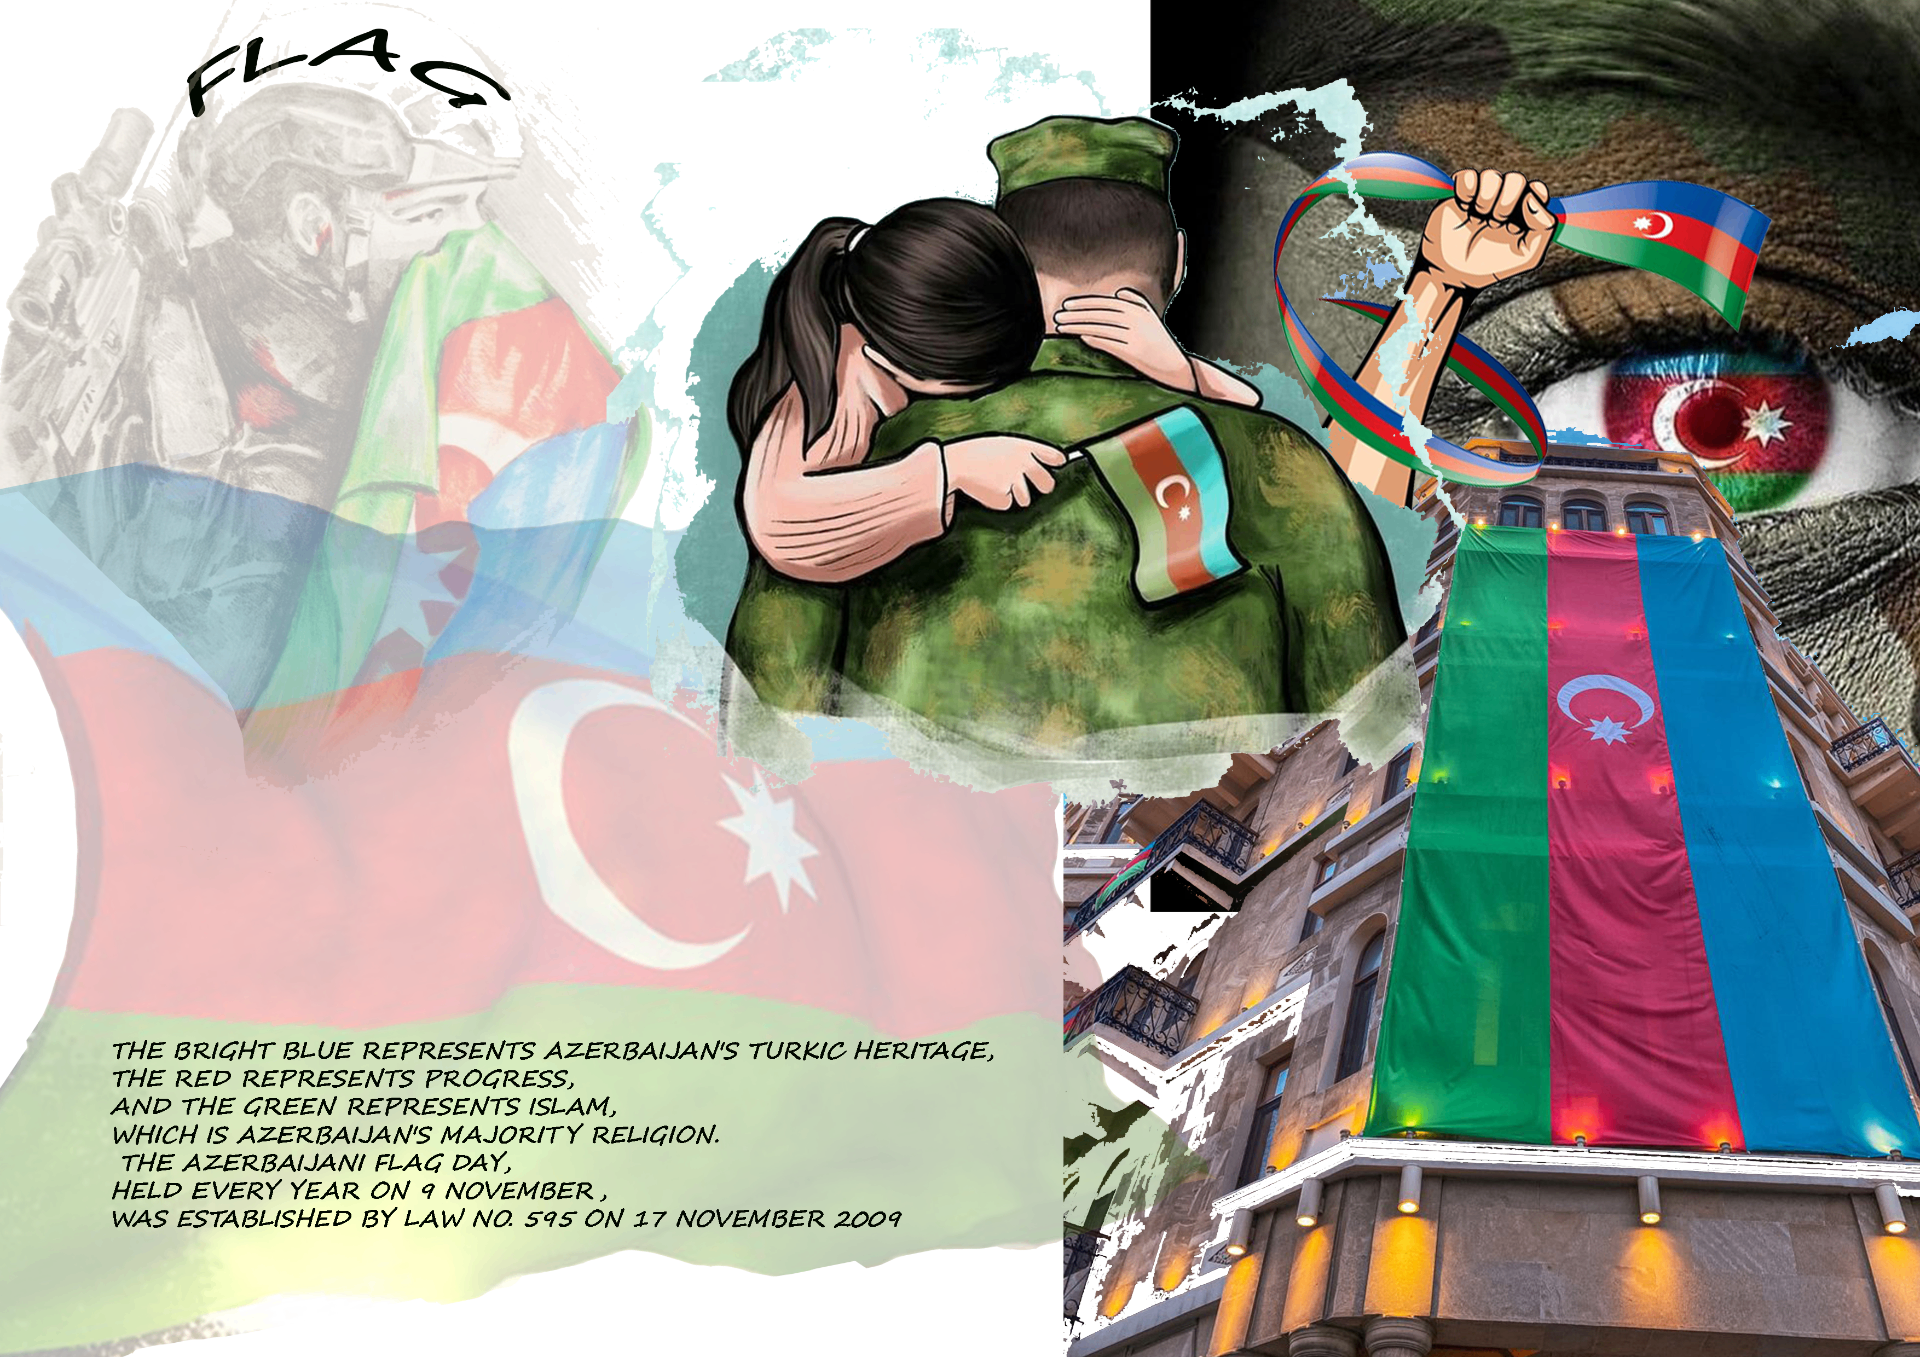 FLAG
THE BRIGHT BLUE REPRESENTS AZERBAIJAN'S TURKIC HERITAGE,
THE RED REPRESENTS PROGRESS,
AND THE GREEN REPRESENTS ISLAM,
WHICH IS AZERBAIJAN'S MAJORITY RELIGION.
THE AZERBAIJANI FLAG DAY,
HELD EVERY YEAR ON 9 NOVEMBER,
WAS ESTABLISHED BY LAW NO. 595 ON 17 NOVEMBER 2009